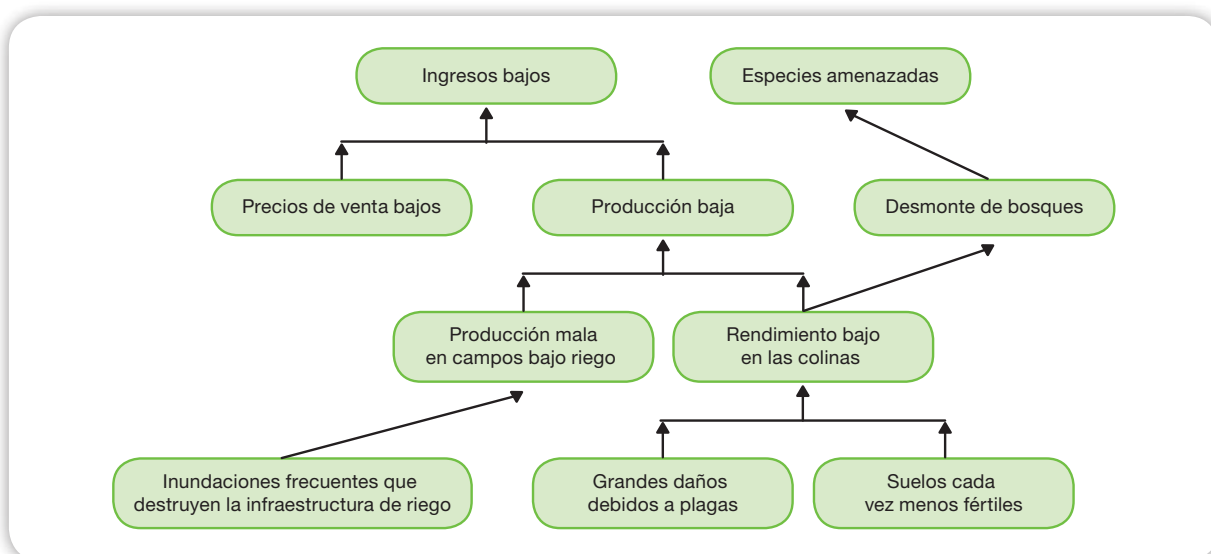 Ingresos bajos
Especies amenazadas
Precios de venta bajos
Producción baja
Desmonte de bosques
Producción mala
en campos bajo riego
Rendimiento bajo
en las colinas
Inundaciones frecuentes que
destruyen la infraestructura de riego
Grandes daños
debidos a plagas
Suelos cada
vez menos fértiles